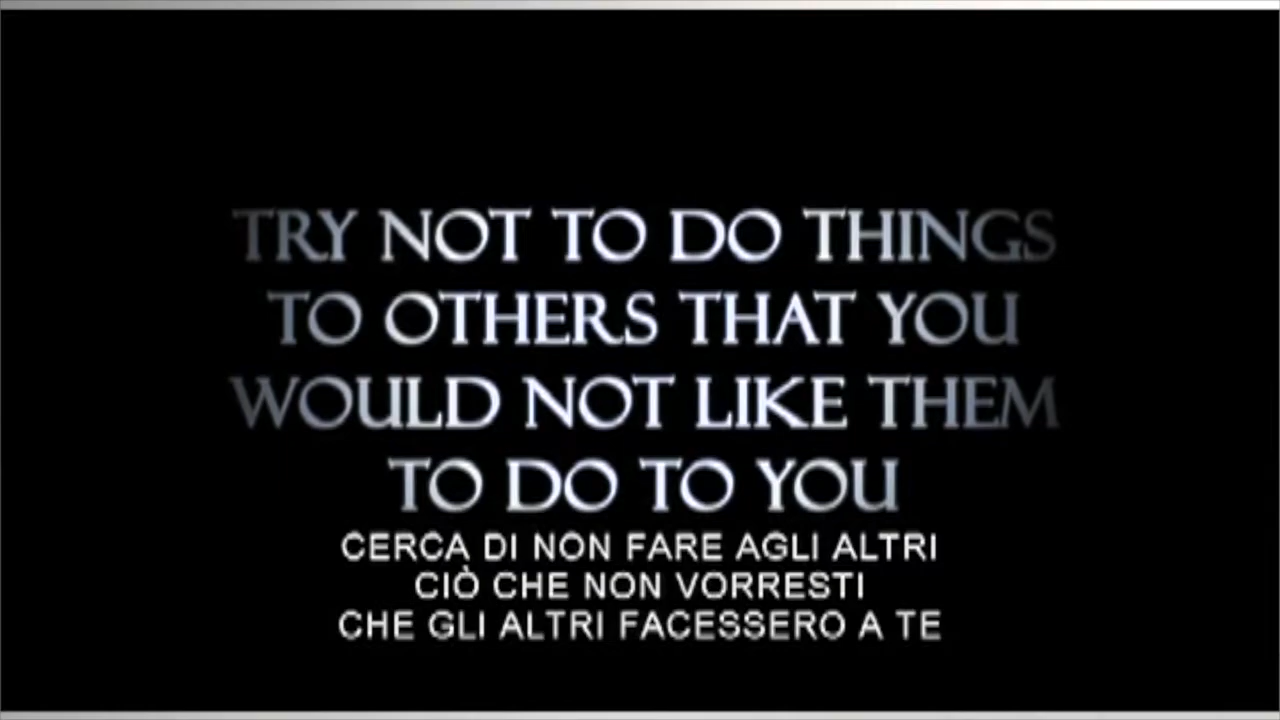 TRY NOT TO DO THINGS
TO OTHERS THAT YOU
WOULD NOT LIKE THEM
TO DO TO YOU
CERCA DI NON FARE AGLI ALTRI
CIÒ CHE NON VORRESTI
CHE GLI ALTRI FACESSERO A TE